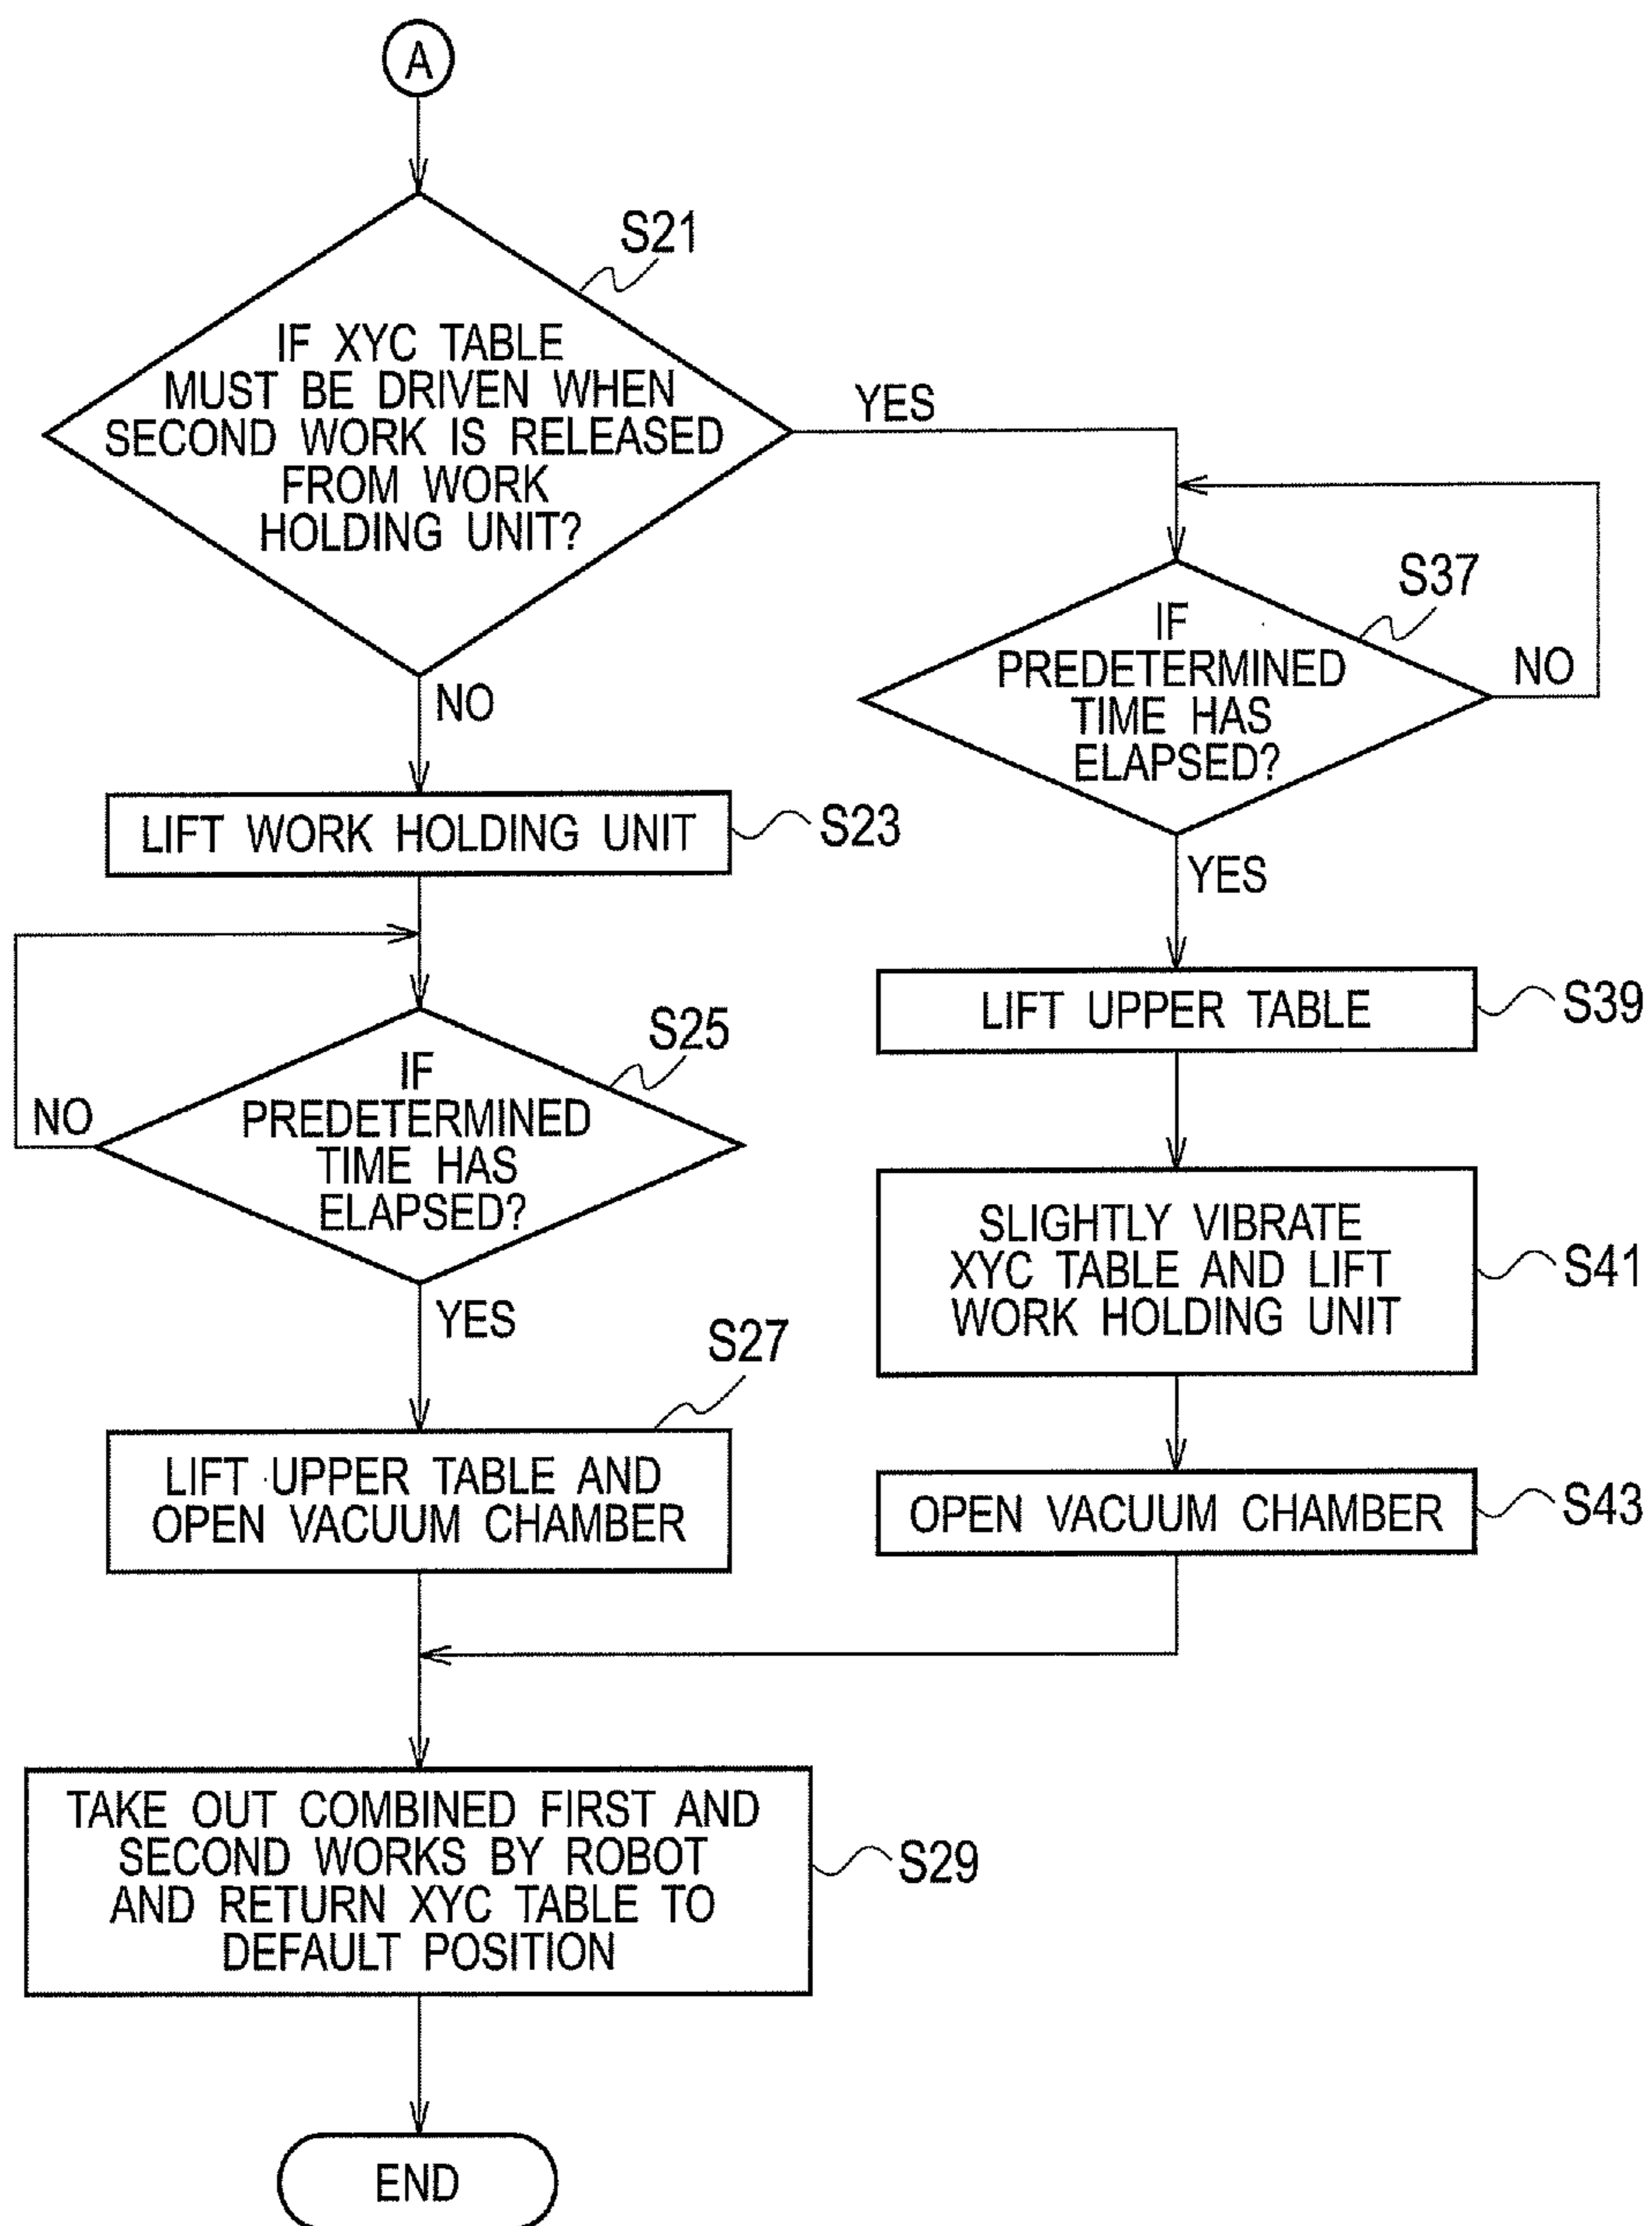 A
S21
IF XYC TABLE
MUST BE DRIVEN WHEN
SECOND WORK IS RELEASED
FROM WORK
HOLDING UNIT?
YES
NO
LIFT WORK HOLDING UNIT
S23
S25
IF
PREDETERMINED
TIME HAS
ELAPSED?
NO
YES
S27
LIFT UPPER TABLE AND
OPEN VACUUM CHAMBER
S37
IF
PREDETERMINED
TIME HAS
ELAPSED?
NO
YES
LIFT UPPER TABLE
S39
SLIGHTLY VIBRATE
XYC TABLE AND LIFT
WORK HOLDING UNIT
S41
OPEN VACUUM CHAMBER
S43
TAKE OUT COMBINED FIRST AND
SECOND WORKS BY ROBOT
AND RETURN XYC TABLE TO
DEFAULT POSITION
S29
END